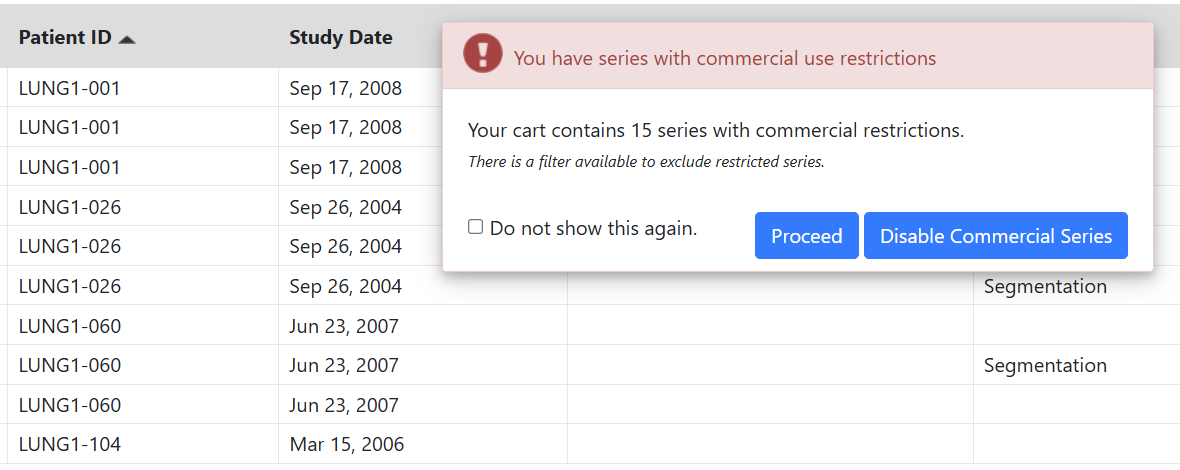 Patient ID Study Date
You have series with commercial use restrictions
LUNG1-001 Sep 17, 2008
Your cart contains 15 series with commercial restrictions.
LUNG1-001 Sep 17, 2008
There is a filter available to exclude restricted series.
LUNG1-001 Sep 17, 2008
LUNG1-026 Sep 26, 2004
Do not show this again. Proceed Disable Commercial Series
LUNG1-026 Sep 26, 2004
LUNG1-026 Sep 26, 2004 Segmentation
LUNG1-060 Jun 23, 2007
LUNG1-060 Jun 23, 2007 Segmentation
LUNG1-060 Jun 23, 2007
LUNG1-104 Mar 15, 2006